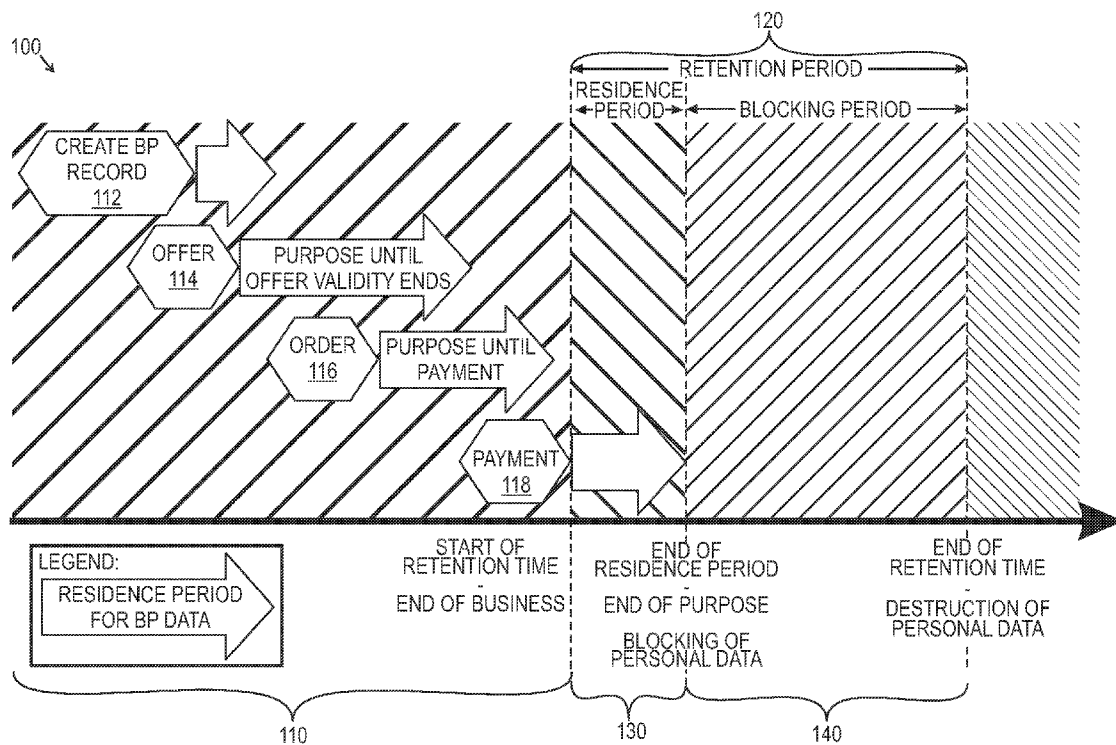 100
120
RETENTION PERIOD
RESIDENCE
PERIOD
BLOCKING PERIOD
CREATE BP
RECORD
112
OFFER
114
PURPOSE UNTIL
OFFER VALIDITY ENDS
ORDER
116
PURPOSE UNTIL
PAYMENT
PAYMENT
118
START OF
RETENTION TIME
-
END OF BUSINESS
END OF
RESIDENCE PERIOD
-
END OF PURPOSE
-
BLOCKING OF
PERSONAL DATA
END OF
RETENTION TIME
-
DESTRUCTION OF
PERSONAL DATA
LEGEND:
RESIDENCE PERIOD
FOR BP DATA
110
130
140